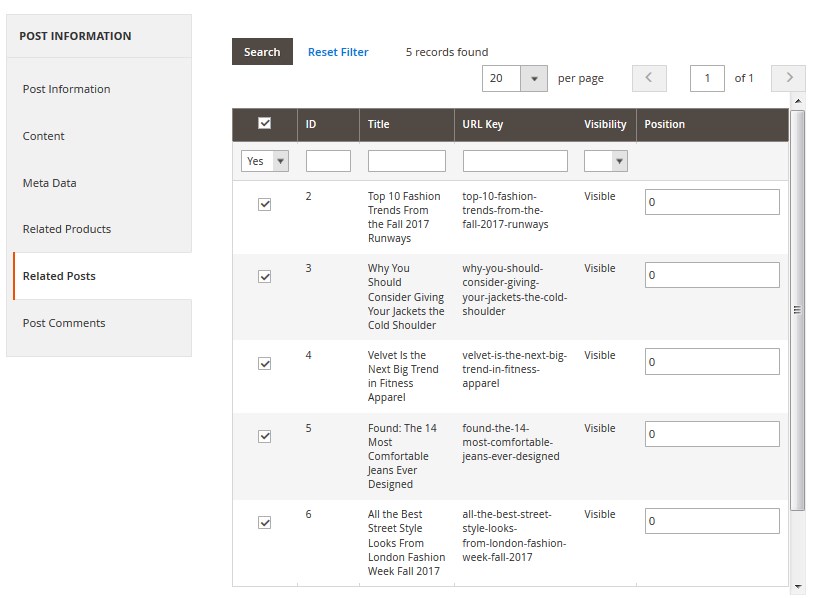 POST INFORMATION
Post Information
Content
Meta Data
Related Products
Related Posts
Post Comments
Search
Reset Filter
5 records found
20
per page
1
of 1
ID
Title
URL Key
Visibility
Position
Yes
2
Top 10 Fashion
Trends From
the Fall 2017
Runways
top-10-fashion-
trends-from-the-
fall-2017-runways
Visible
0
3
Why You
Should
Consider Giving
Your Jackets the
Cold Shoulder
why-you-should-
consider-giving-
your-jackets-the-cold-
shoulder
Visible
0
4
Velvet Is the
Next Big Trend
in Fitness
Apparel
velvet-is-the-next-big-
trend-in-fitness-
apparel
Visible
0
5
Found: The 14
Most
Comfortable
Jeans Ever
Designed
found-the-14-
most-comfortable-
jeans-ever-designed
Visible
0
6
All the Best
Street Style
Looks From
London Fashion
Week Fall 2017
all-the-best-street-
style-looks-
from-london-fashion-
week-fall-2017
Visible
0